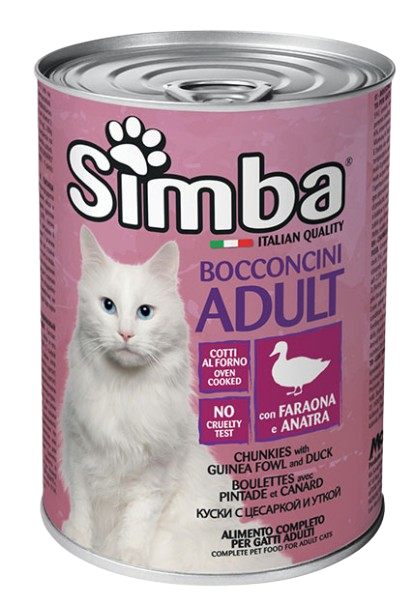 Simba®
ITALIAN QUALITY
BOCCONCINI
ADULT
COTTI
AL FORNO
OVEN
COOKED
NO
CRUELTY
TEST
con FARAONA
e ANATRA
CHUNKIES with
GUINEA FOWL and DUCK
BOULETTES avec
PINTADE et CANARD
КУСКИ С ЦЕСАРКОЙ И УТКОЙ
ALIMENTO COMPLETO
PER GATTI ADULTI
COMPLETE PET FOOD FOR ADULT CATS